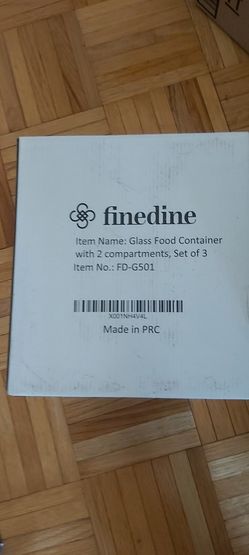 finedine
Item Name: Glass Food Container
with 2 compartments, Set of 3
Item No.: FD-G501
X001NH4V4L
Made in PRC